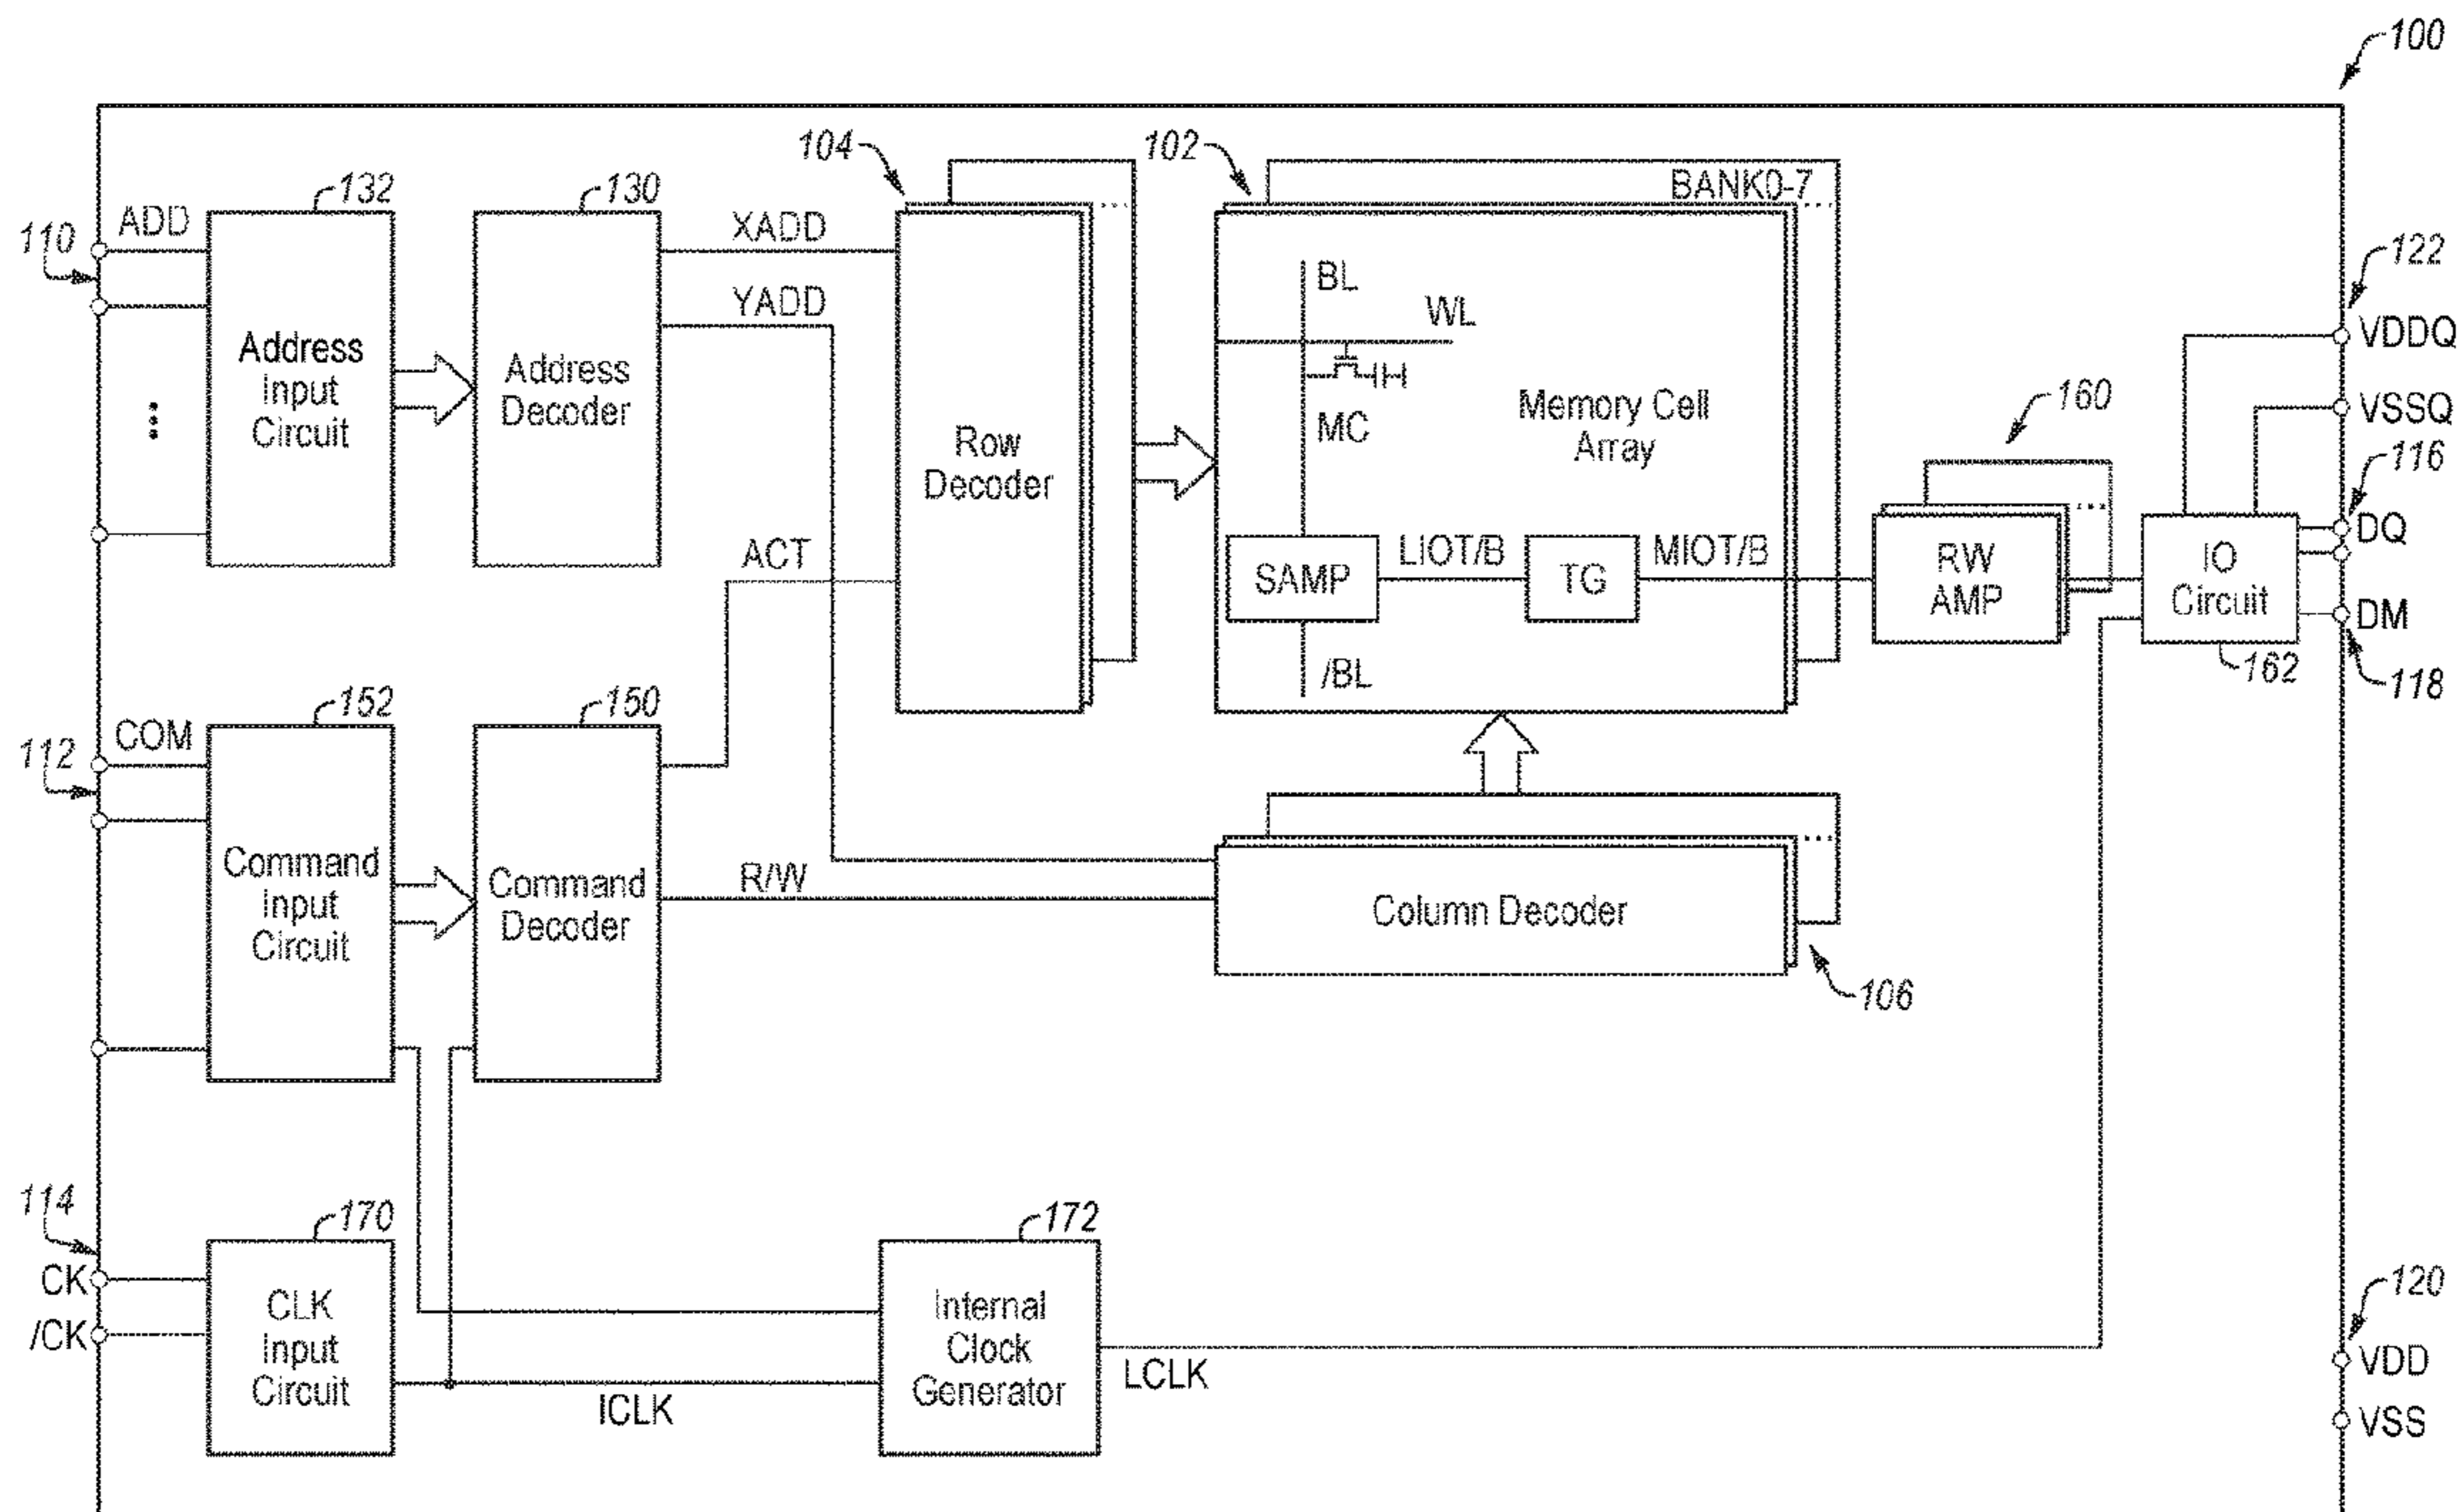 100
104
102
132
130
BANK0-7
ADD
XADD
110
122
YADD
BL
WL
VDDQ
Address
Input
Circuit
Address
Decoder
Memory Cell
Array
160
VSSQ
MC
Row
Decoder
116
DQ
ACT
SAMP
LIOT/B
TG
MIOT/B
RW
AMP
IO
Circuit
DM
/BL
162
118
152
150
COM
112
Command
Input
Circuit
Command
Decoder
R/W
Column Decoder
106
114
170
172
CK
/CK
CLK
Input
Circuit
Internal
Clock
Generator
ICLK
LCLK
120
VDD
VSS